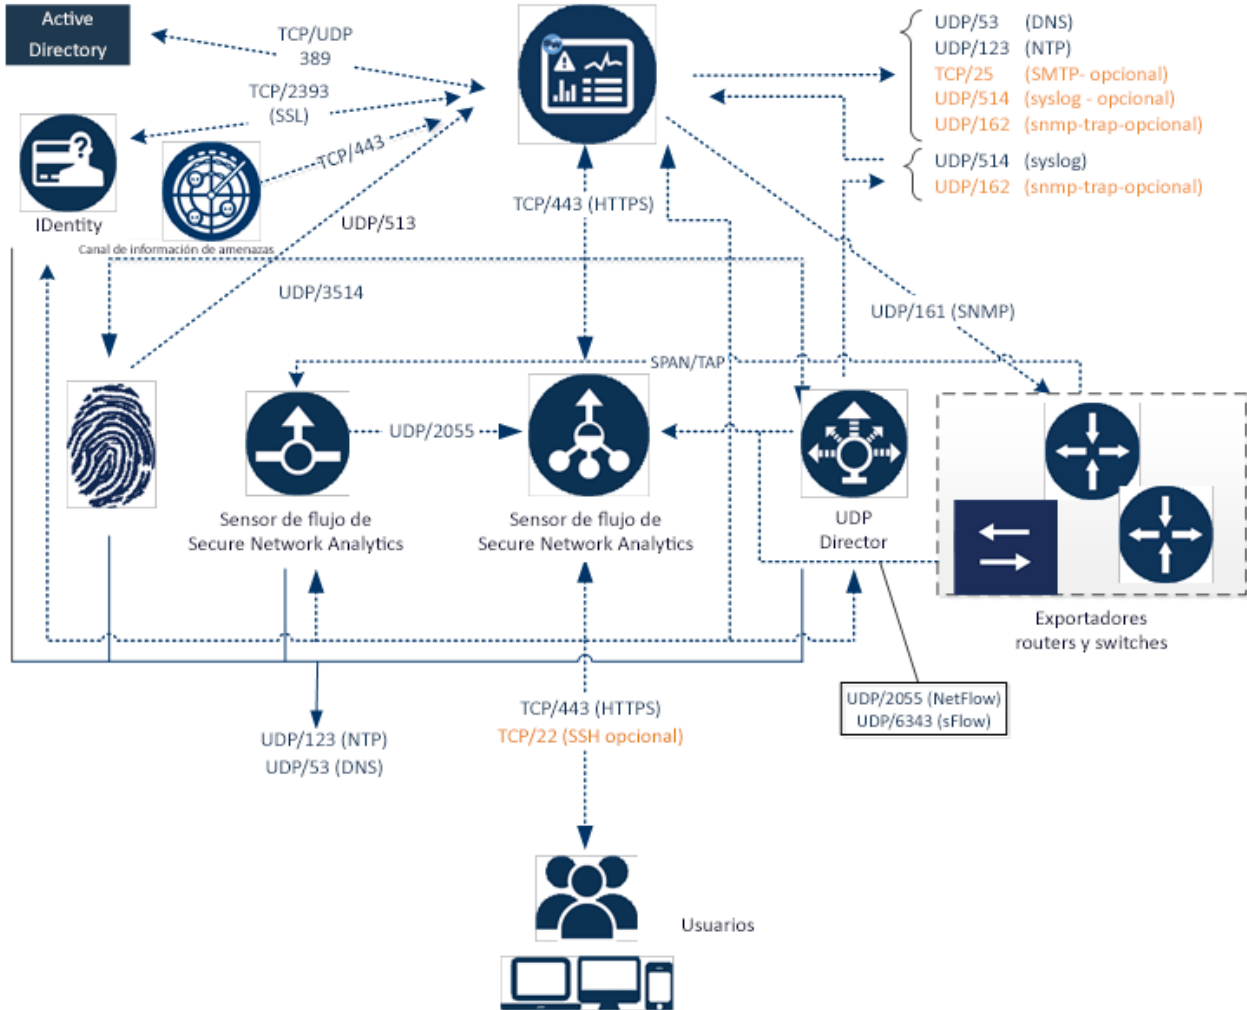 Active
Directory
TCP/UDP
389
TCP/2393
(SSL)
TCP/443
UDP/53 (DNS)
UDP/123 (NTP)
TCP/25 (SMTP- opcional)
UDP/514 (syslog - opcional)
UDP/162 (snmp-trap-opcional)
UDP/514 (syslog)
UDP/162 (snmp-trap-opcional)
IDentity
Canal de información de amenazas
UDP/513
TCP/443 (HTTPS)
UDP/3514
UDP/161 (SNMP)
SPAN/TAP
UDP/2055
Sensor de flujo de
Secure Network Analytics
Sensor de flujo de
Secure Network Analytics
UDP
Director
Exportadores
routers y switches
UDP/2055 (NetFlow)
UDP/6343 (sFlow)
TCP/443 (HTTPS)
TCP/22 (SSH opcional)
UDP/123 (NTP)
UDP/53 (DNS)
Usuarios